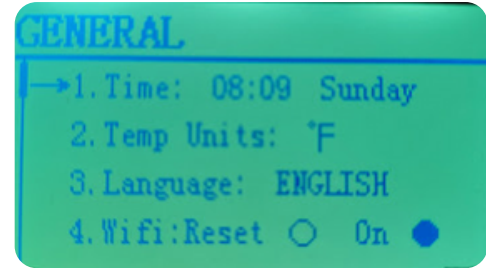 GENERAL
→1.Time: 08:09 Sunday
2.Temp Units: °F
3.Language: ENGLISH
4.Wifi:Reset ○ On ●